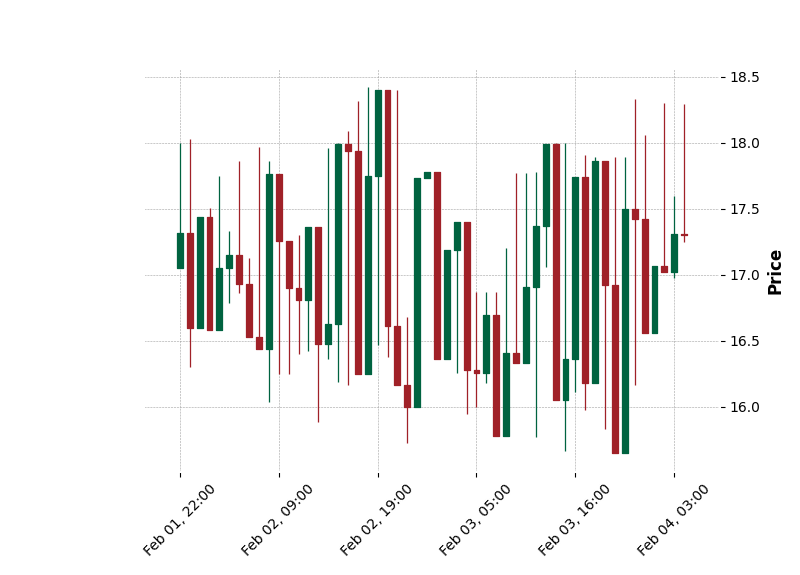 18.5
18.0
17.5
17.0
16.5
16.0
Price
Feb 01, 22:00
Feb 02, 09:00
Feb 02, 19:00
Feb 03, 05:00
Feb 03, 16:00
Feb 04, 03:00